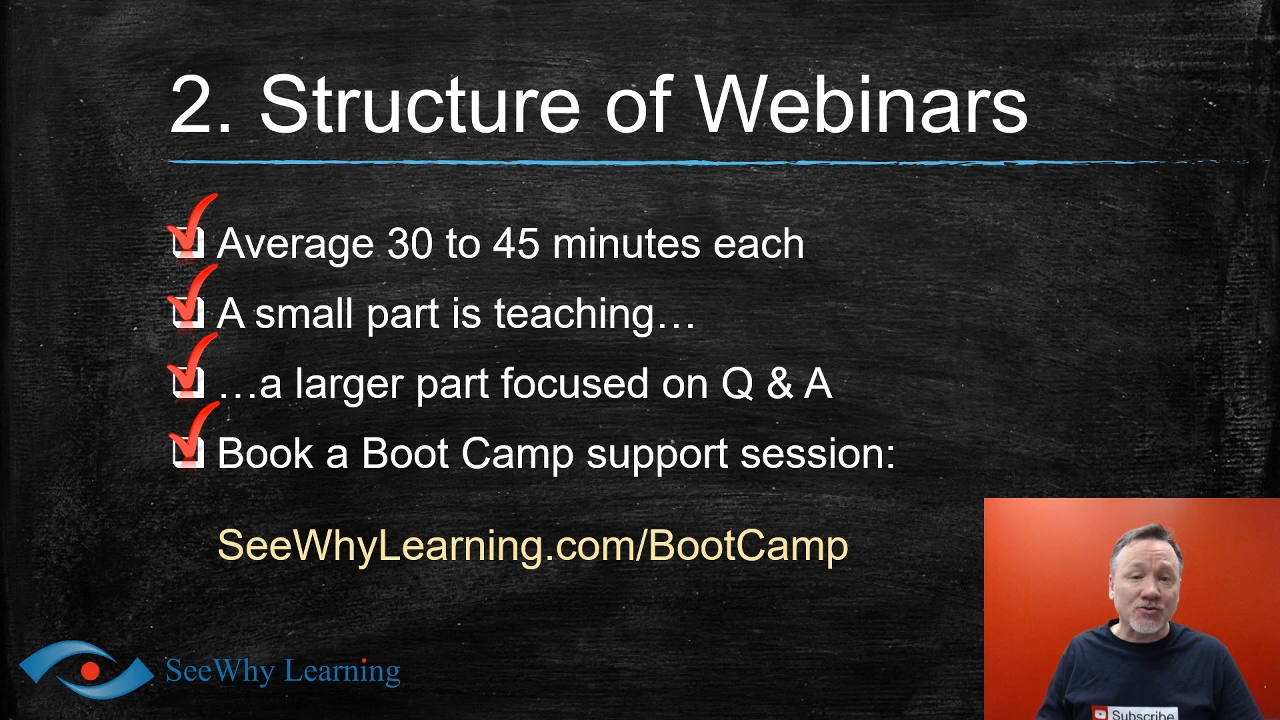 2. Structure of Webinars
Average 30 to 45 minutes each
A small part is teaching…
…a larger part focused on Q & A
Book a Boot Camp support session:
SeeWhyLearning.com/BootCamp
SeeWhy Learning
Subscribe